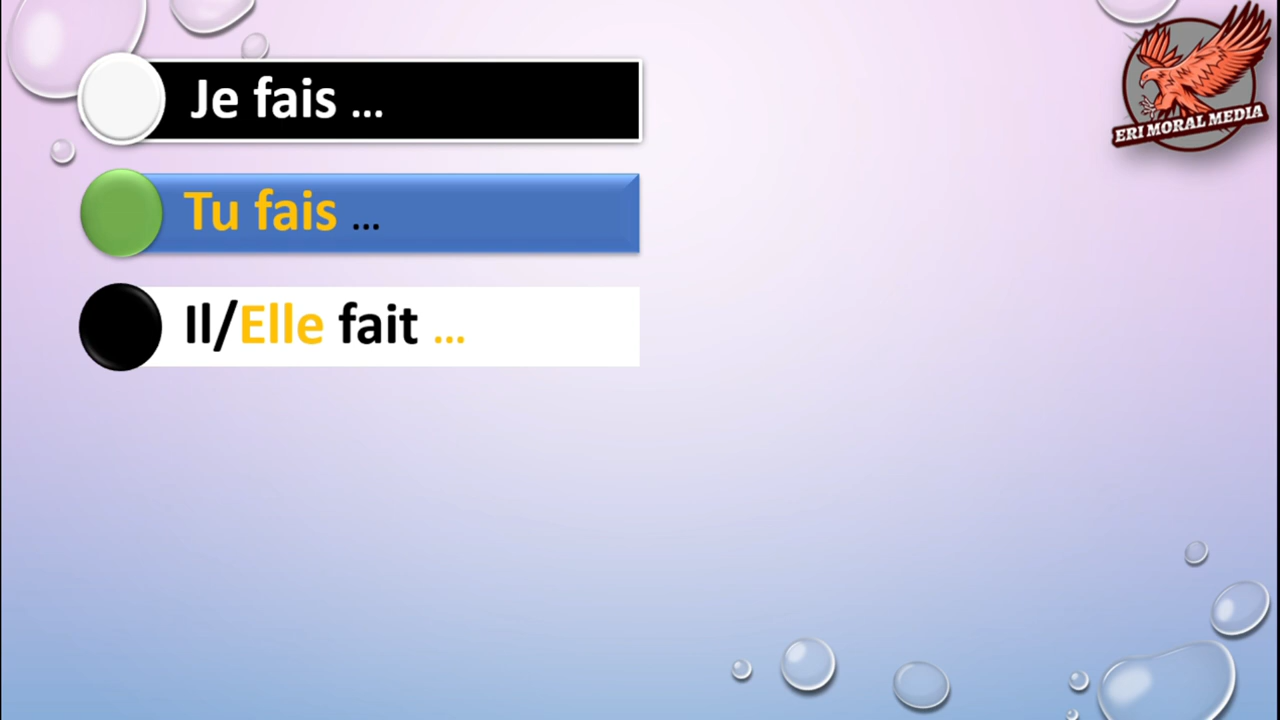 Je fais ...
Tu fais ...
Il/Elle fait ...
ERI MORAL MEDIA